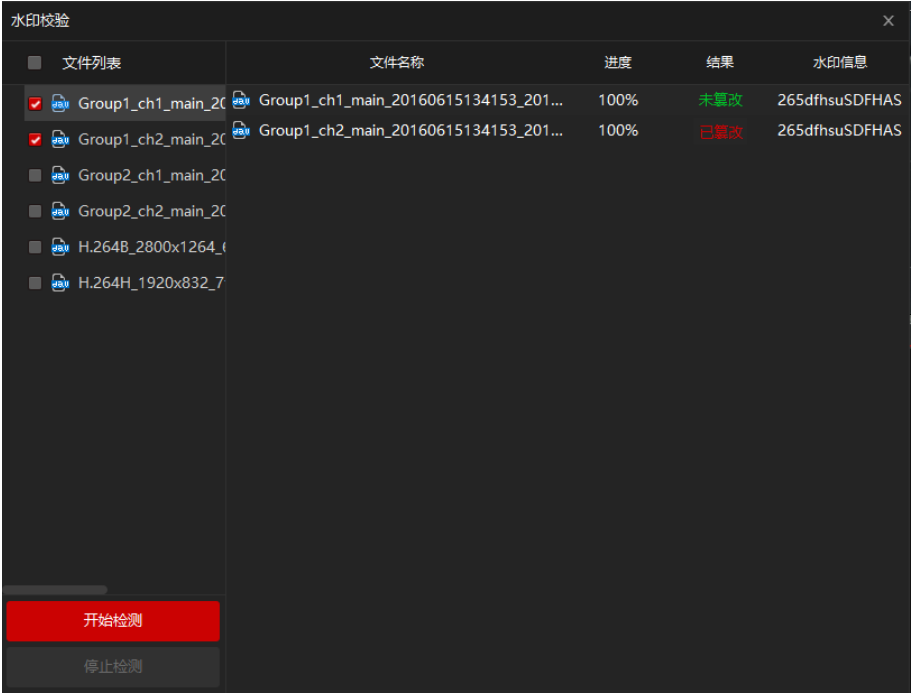 水印校验
文件列表
Group1_ch1_main_20
Group1_ch2_main_20
Group2_ch1_main_20
Group2_ch2_main_20
H.264B_2800x1264_
H.264H_1920x832_7
文件名称 进度 结果 水印信息
Group1_ch1_main_20160615134153_201... 100% 未篡改 265dfhsuSDFHAS
Group1_ch2_main_20160615134153_201... 100% 已篡改 265dfhsuSDFHAS
开始检测
停止检测